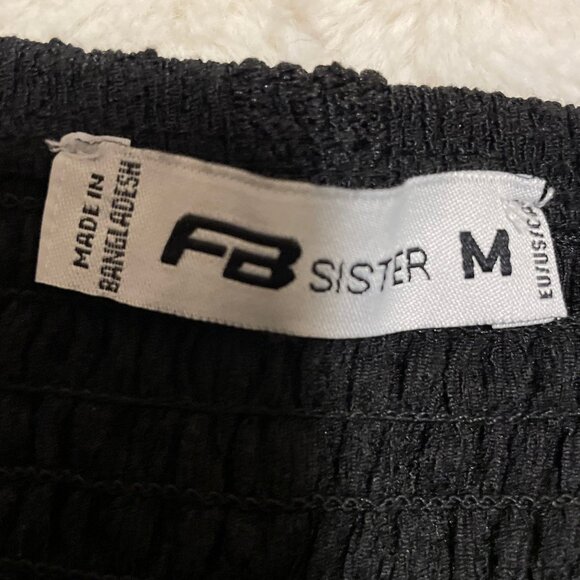 MADE IN
BANGLADESH
FB SISTER M
EU/US/CA